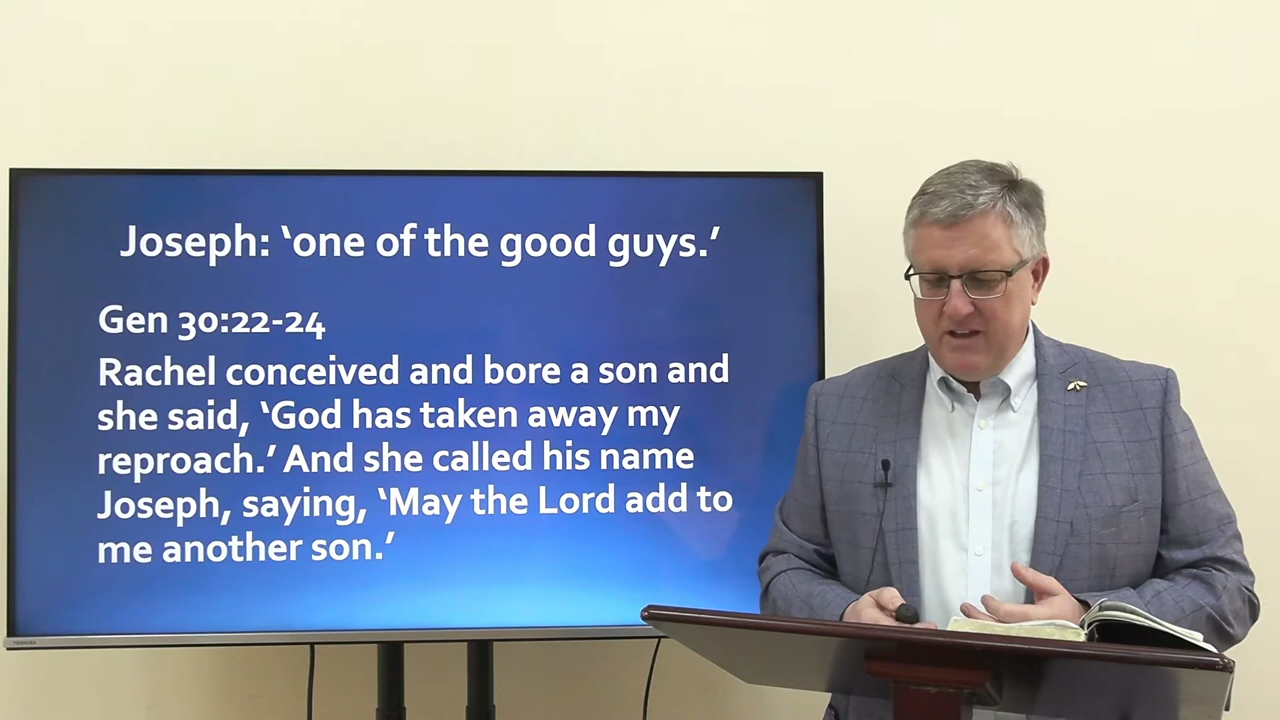 Joseph: ‘one of the good guys.’
Gen 30:22-24
Rachel conceived and bore a son and
she said, ‘God has taken away my
reproach.’ And she called his name
Joseph, saying, ‘May the Lord add to
me another son.’
TOSHIBA